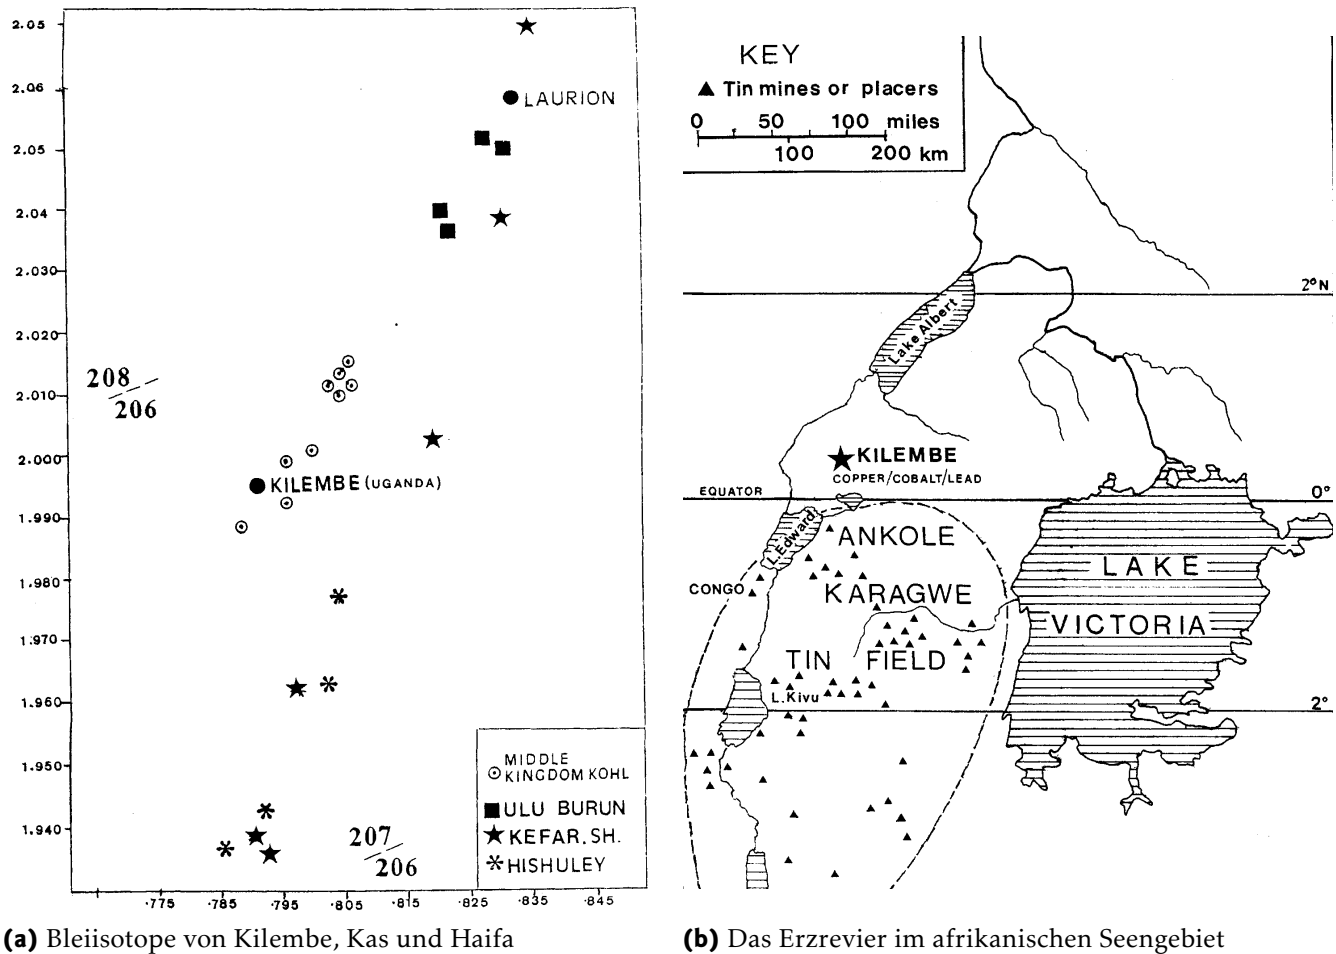 2.05
2.06
2.05
2.04
2.030
2.020
2.010
2.000
1.990
1.980
1.970
1.960
1.950
1.940
208
206
LAURION
KILEMBE (UGANDA)
207
206
MIDDLE
KINGDOM KOHL
ULU BURUN
KEFAR. SH.
HISHULEY
.775
.785
.795
.805
.815
.825
.835
.845
(a) Bleiisotope von Kilembe, Kas und Haifa
KEY
Tin mines or placers
0 50 100 miles
100 200 km
2°N
Lake Albert
KILEMBE
COPPER/COBALT/LEAD
EQUATOR
0°
L. Edward
ANKOLE
CONGO
KARAGWE
LAKE
VICTORIA
TIN FIELD
L. Kivu
2°
(b) Das Erzrevier im afrikanischen Seengebiet